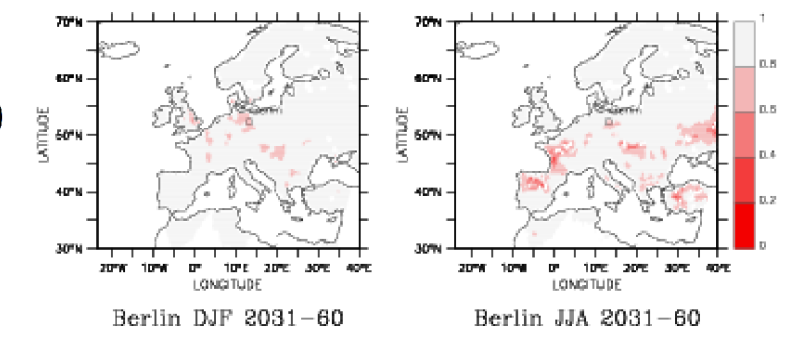 70°N 70°N 1
60°N 60°N 0.8
0.6
50°N 50°N
0.4
40°N 40°N
0.2
30°N 30°N 0
LATITUDE LATITUDE
20°W 10°W 0° 10°E 20°E 30°E 40°E 20°W 10°W 0° 10°E 20°E 30°E 40°E
LONGITUDE LONGITUDE
Berlin DJF 2031-60 Berlin JJA 2031-60